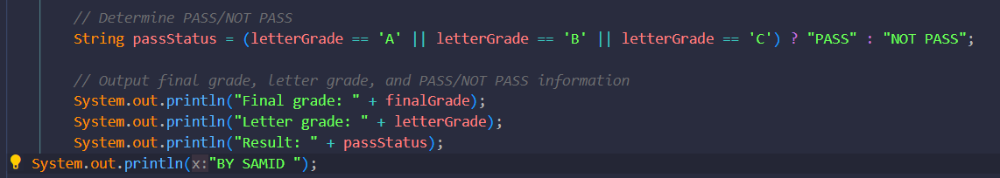 // Determine PASS/NOT PASS
String passStatus = (letterGrade == 'A' || letterGrade == 'B' || letterGrade == 'C') ? "PASS" : "NOT PASS";
// Output final grade, letter grade, and PASS/NOT PASS information
System.out.println("Final grade: " + finalGrade);
System.out.println("Letter grade: " + letterGrade);
System.out.println("Result: " + passStatus);
System.out.println(x:"BY SAMID ");